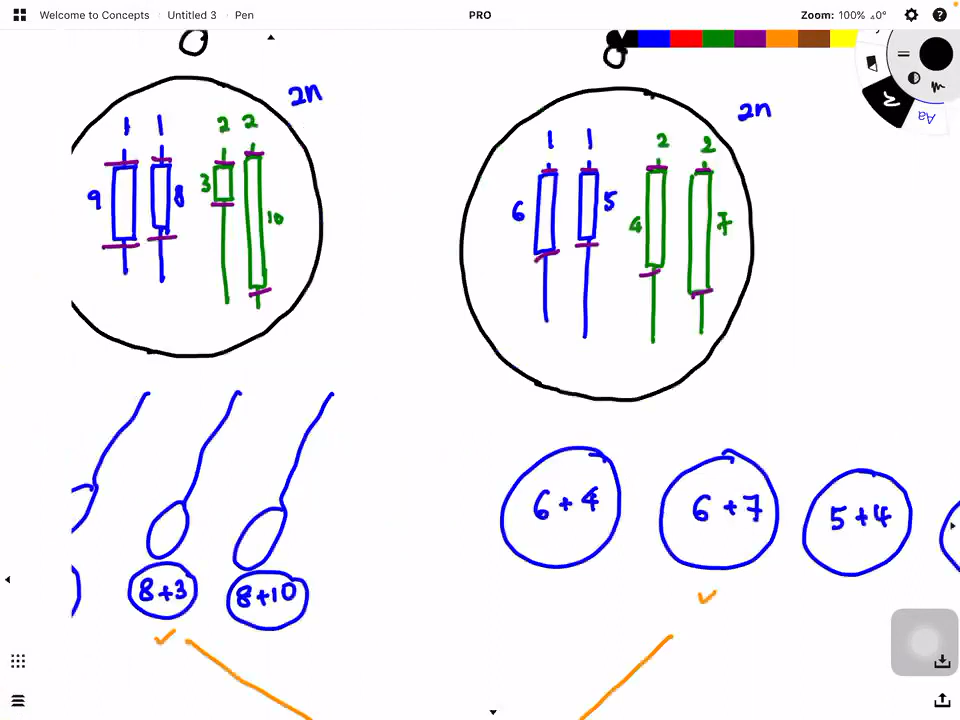 Welcome to Concepts
Untitled 3
Pen
PRO
Zoom: 100%
0°
Aa
2n
1 1 2 2
9
8
3
10
2n
1 1 2 2
6
5
4
7
6 + 4
6 + 7
5 + 4
8 + 3
8 + 10